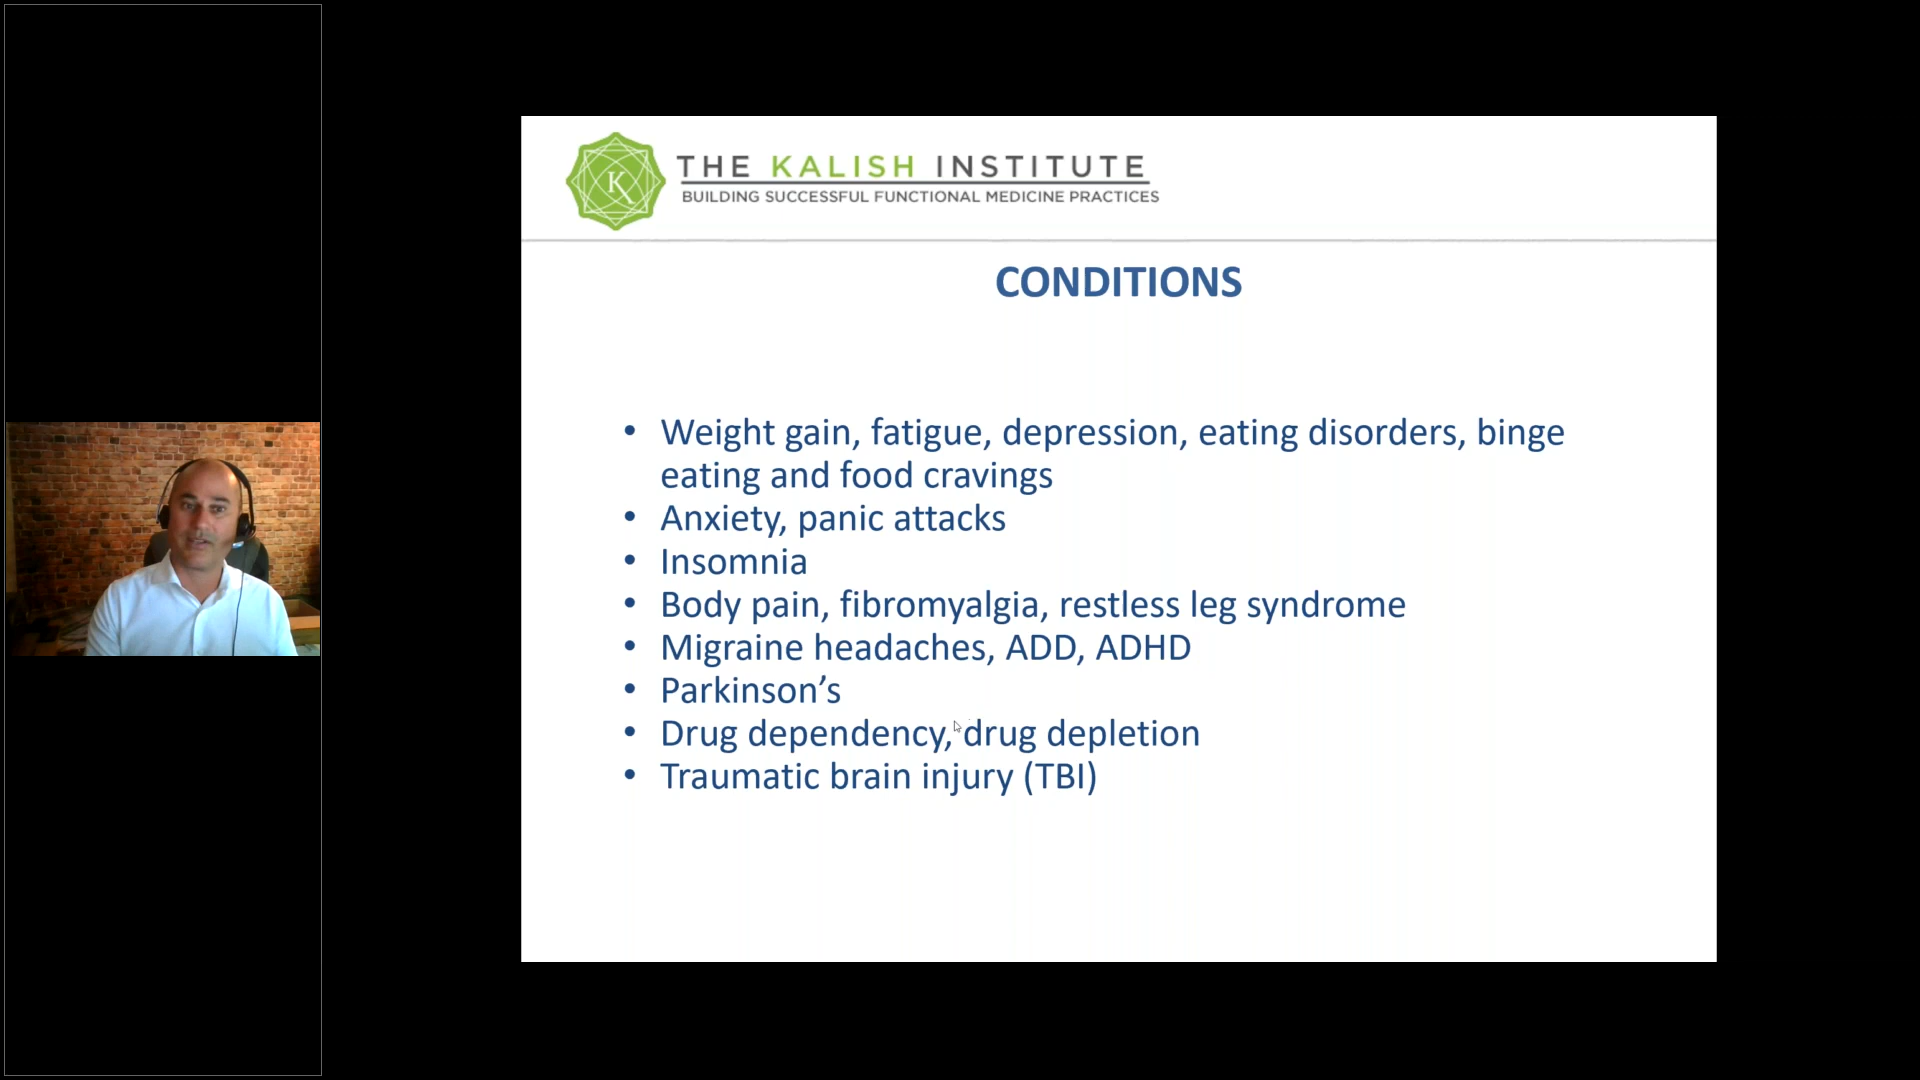 K
THE KALISH INSTITUTE
BUILDING SUCCESSFUL FUNCTIONAL MEDICINE PRACTICES
CONDITIONS
• Weight gain, fatigue, depression, eating disorders, binge
eating and food cravings
• Anxiety, panic attacks
• Insomnia
• Body pain, fibromyalgia, restless leg syndrome
• Migraine headaches, ADD, ADHD
• Parkinson’s
• Drug dependency, drug depletion
• Traumatic brain injury (TBI)